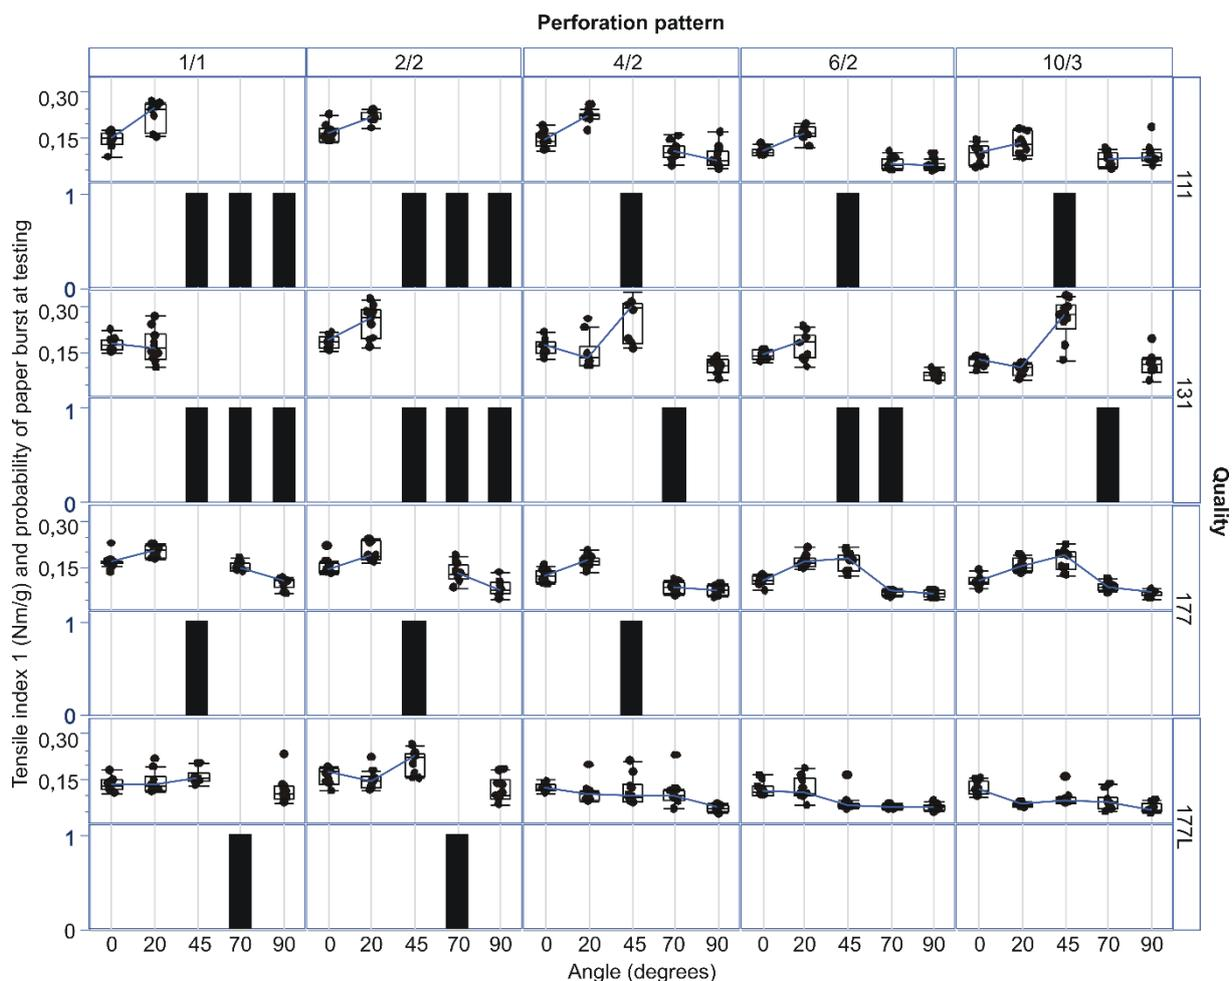 Perforation pattern
1/1 2/2 4/2 6/2 10/3
0.30
0.15
111
1
0
0.30
0.15
131
1
0
0,30
0,15
177
1
0
0.30
0.15
177L
1
0
0 20 45 70 90 0 20 45 70 90 0 20 45 70 90 0 20 45 70 90 0 20 45 70 90
Angle (degrees)
Tensile index 1 (Nm/g) and probability of paper burst at testing
Quality